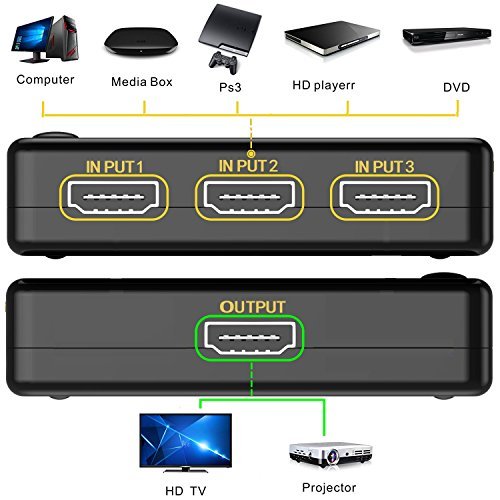 Computer
Media Box
Ps3
HD playerr
DVD
IN PUT1
IN PUT2
IN PUT3
OUTPUT
HD TV
Projector